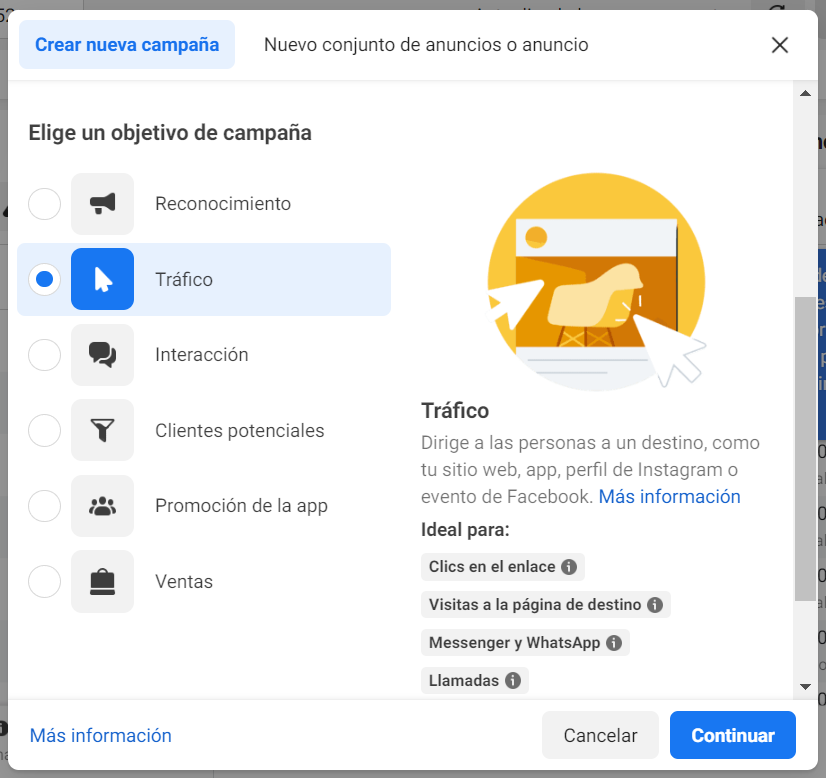 Crear nueva campaña
Nuevo conjunto de anuncios o anuncio
Elige un objetivo de campaña
Reconocimiento
Tráfico
Interacción
Clientes potenciales
Promoción de la app
Ventas
Tráfico
Dirige a las personas a un destino, como
tu sitio web, app, perfil de Instagram o
evento de Facebook. Más información
Ideal para:
Clics en el enlace
Visitas a la página de destino
Messenger y WhatsApp
Llamadas
Más información
Cancelar
Continuar